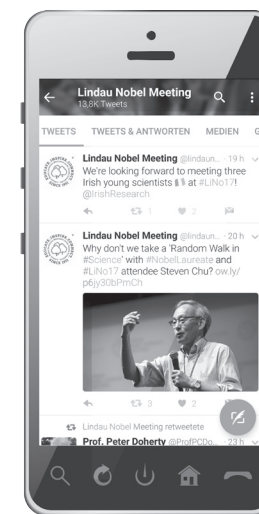 Lindau Nobel Meeting
13,8K Tweets
TWEETS TWEETS & ANTWORTEN MEDIEN G
Lindau Nobel Meeting @lindaun... · 19 h
We're looking forward to meeting three
Irish young scientists at #LiNo17!
@IrishResearch
1 2
Lindau Nobel Meeting @lindaun... · 20 h
Why don't we take a 'Random Walk in
#Science' with #NobelLaureate and
#LiNo17 attendee Steven Chu? ow.ly/
p6jy30bPmCh
3 2
Lindau Nobel Meeting retweetete
Prof. Peter Doherty @ProfPCDo... · 23 h